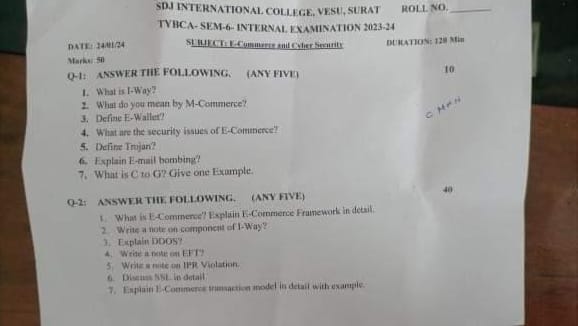 SDJ INTERNATIONAL COLLEGE, VESU, SURAT ROLL NO.
TYBCA- SEM-6- INTERNAL EXAMINATION 2023-24
SUBJECT: E-Commerce and Cyber Security
DATE: 24/01/24 DURATION: 120 Min
Marks: 50
Q-1: ANSWER THE FOLLOWING. (ANY FIVE) 10
1. What is I-Way?
2. What do you mean by M-Commerce?
3. Define E-Wallet?
4. What are the security issues of E-Commerce?
5. Define Trojan?
6. Explain E-mail bombing?
7. What is C to G? Give one Example.
Q-2: ANSWER THE FOLLOWING. (ANY FIVE) 40
1. What is E-Commerce? Explain E-Commerce Framework in detail.
2. Write a note on component of I-Way?
3. Explain DDOS?
4. Write a note on EFT?
5. Write a note on IPR Violation.
6. Discuss SSL in detail
7. Explain E-Commerce transaction model in detail with example.